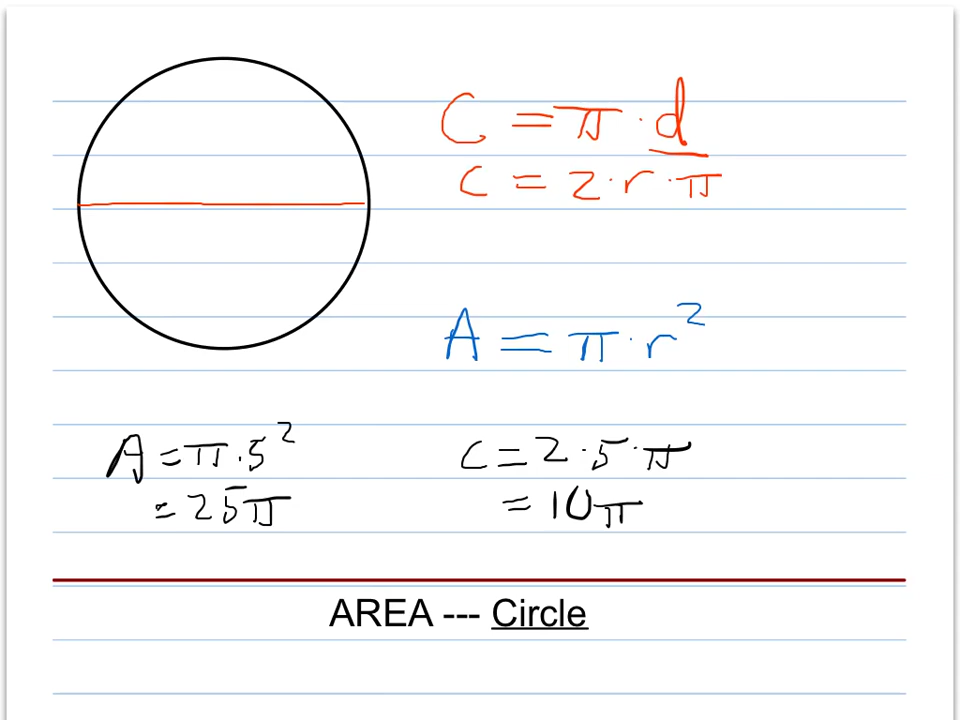 C = π · d
C = 2 · r · π
A = π · r²
A = π · 5²
= 25π
C = 2 · 5 · π
= 10π
AREA --- Circle